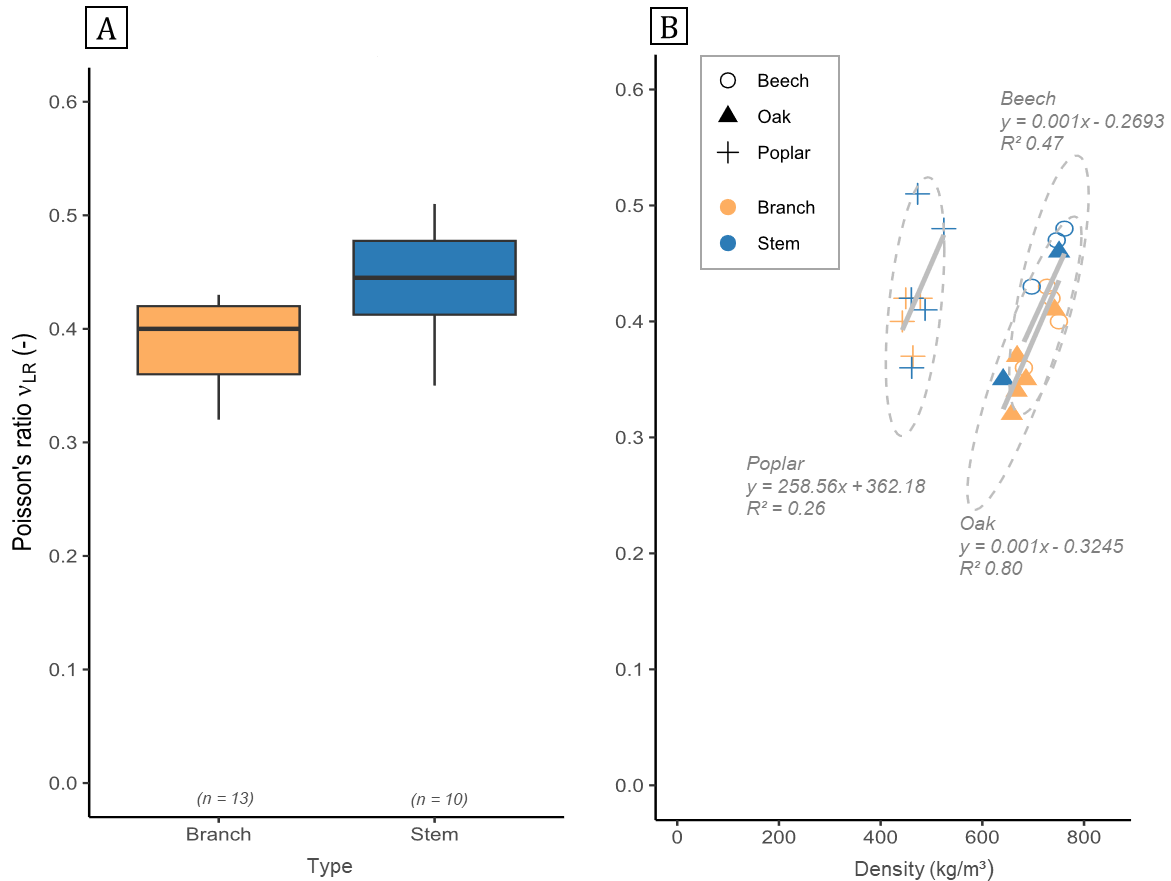 A
Poisson's ratio νLR (-)
0.6
0.5
0.4
0.3
0.2
0.1
0.0
(n = 13)
(n = 10)
Branch
Stem
Type
B
Beech
Oak
Poplar
Branch
Stem
0.6
0.5
0.4
0.3
0.2
0.1
0.0
Beech
y = 0.001x - 0.2693
R² 0.47
Poplar
y = 258.56x + 362.18
R² = 0.26
Oak
y = 0.001x - 0.3245
R² 0.80
0
200
400
600
800
Density (kg/m³)